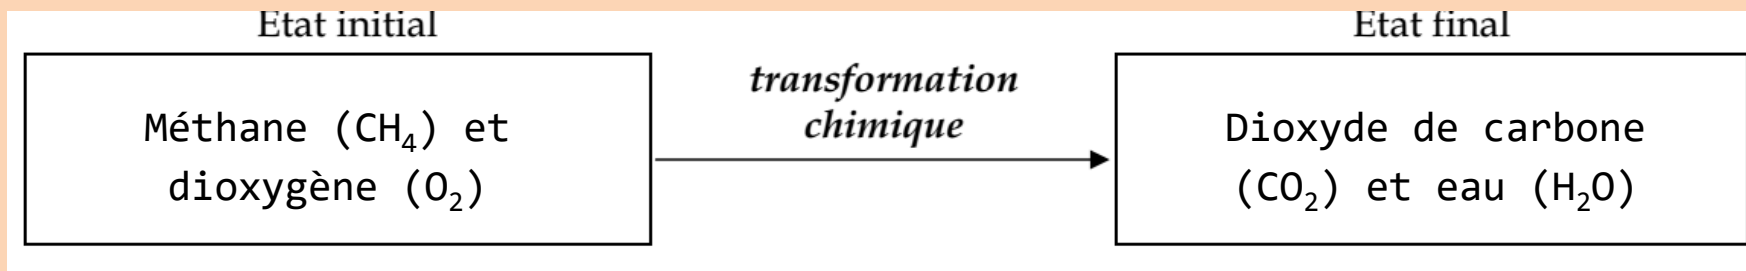 Etat initial
Etat final
transformation
chimique
Méthane (CH₄) et
dioxygène (O₂)
Dioxyde de carbone
(CO₂) et eau (H₂O)